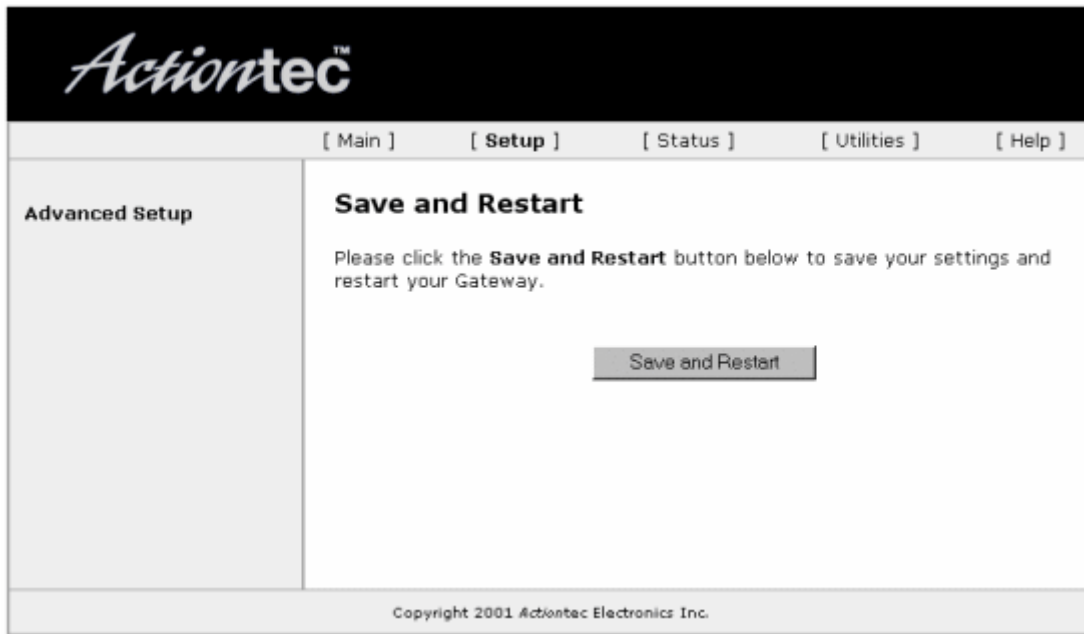 Actiontec™
[ Main ] [ Setup ] [ Status ] [ Utilities ] [ Help ]
Advanced Setup
Save and Restart
Please click the Save and Restart button below to save your settings and
restart your Gateway.
Save and Restart
Copyright 2001 Actiontec Electronics Inc.